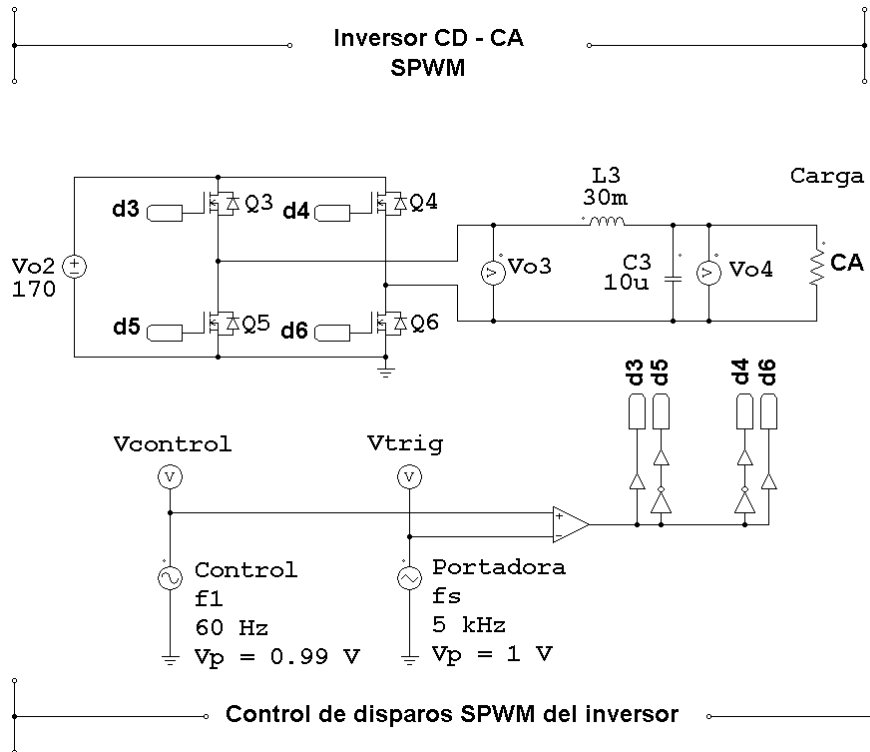 Inversor CD - CA
SPWM
L3
30m
Carga
d3
Q3
d4
Q4
Vo2
170
Vo3
C3
10u
Vo4
CA
d5
Q5
d6
Q6
d3
d5
d4
d6
Vcontrol
Vtrig
V
V
Control
f1
60 Hz
Vp = 0.99 V
Portadora
fs
5 kHz
Vp = 1 V
Control de disparos SPWM del inversor
V
V